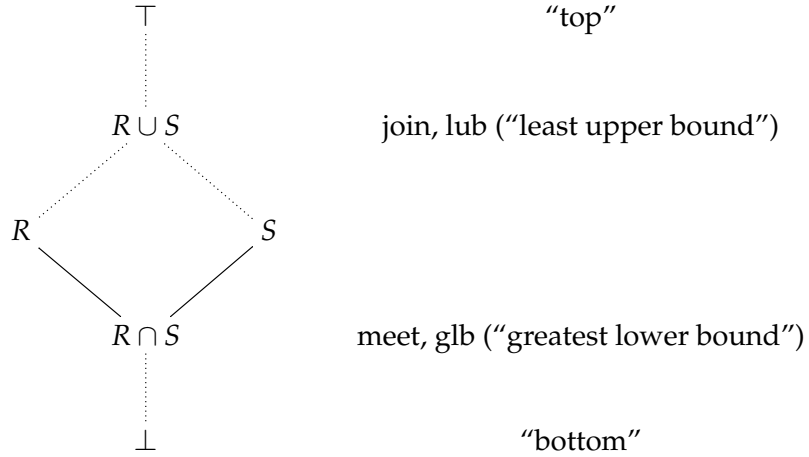 ⊤ “top”
R ∪ S join, lub (“least upper bound”)
R S
R ∩ S meet, glb (“greatest lower bound”)
⊥ “bottom”